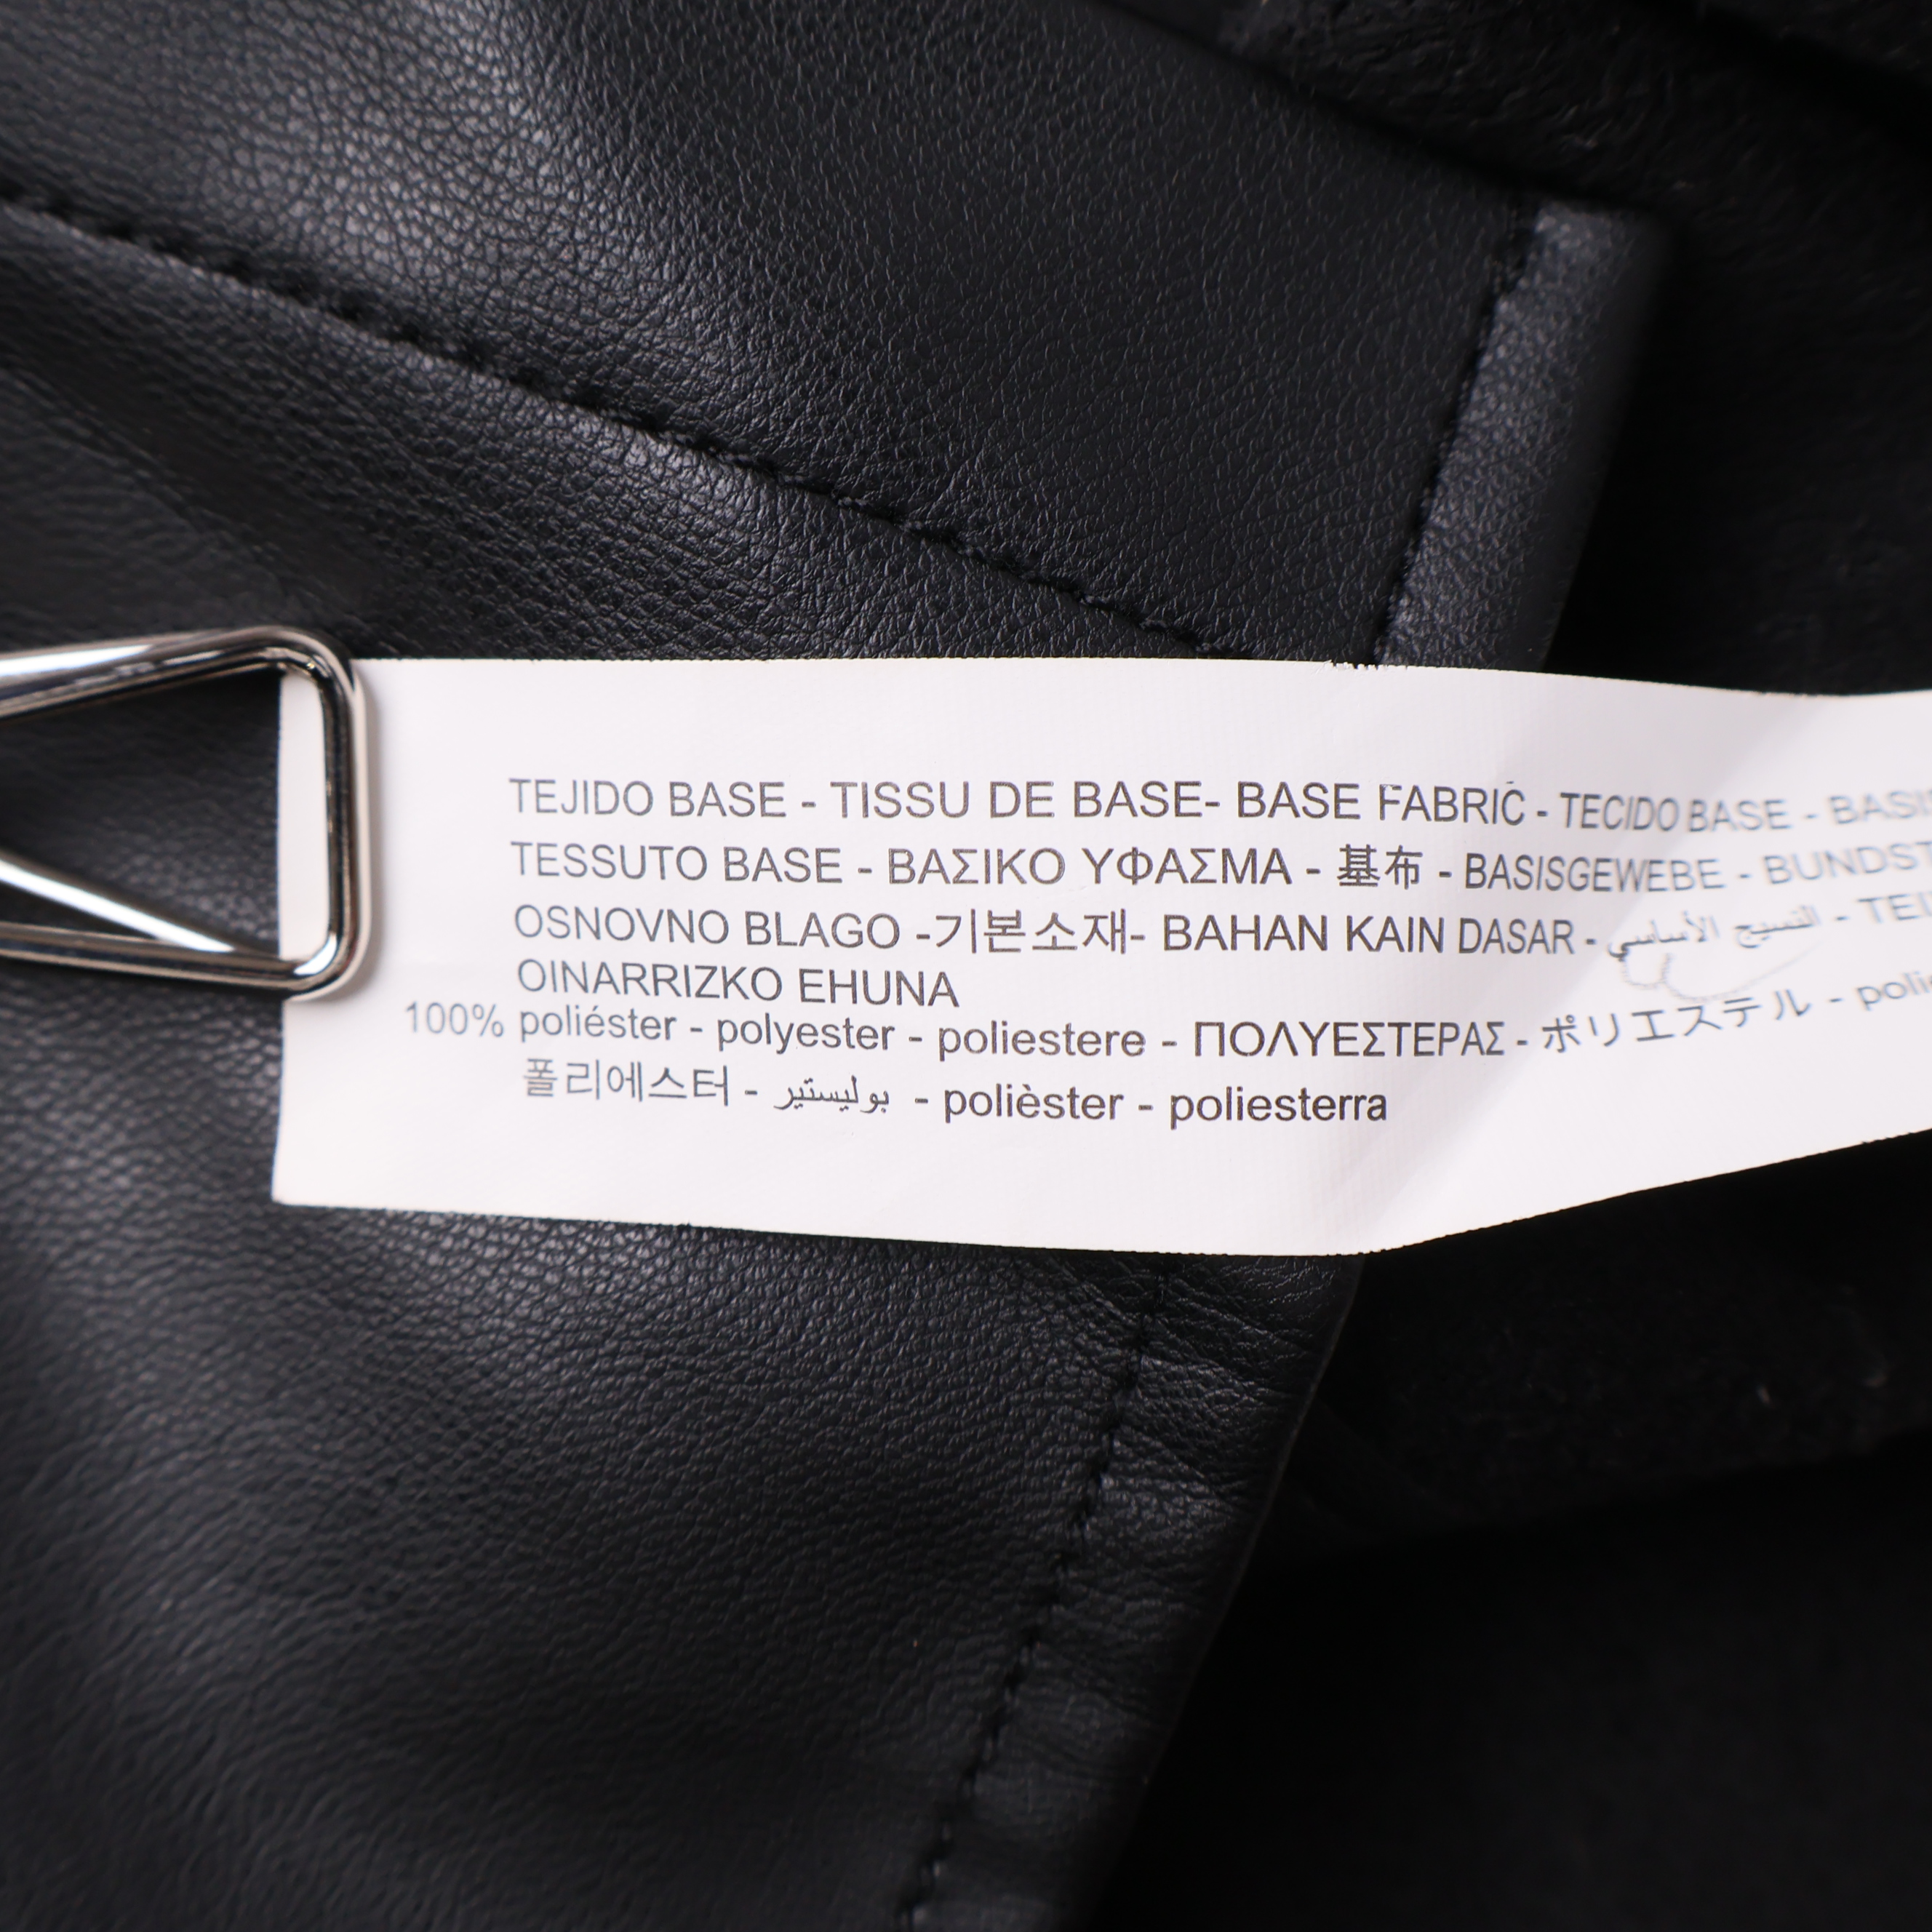 TEJIDO BASE - TISSU DE BASE- BASE FABRIC - TECIDO BASE -
TESSUTO BASE - ΒΑΣΙΚΟ ΥΦΑΣΜΑ - 基布 - BASISGEWEBE -
OSNOVNO BLAGO -기본소재- BAHAN KAIN DASAR - النسيج الأساسي -
OINARRIZKO EHUNA
100% poliéster - polyester - poliestere - ΠΟΛΥΕΣΤΕΡΑΣ - ポリエステル -
폴리에스터 - بوليستير - polièster - poliesterra